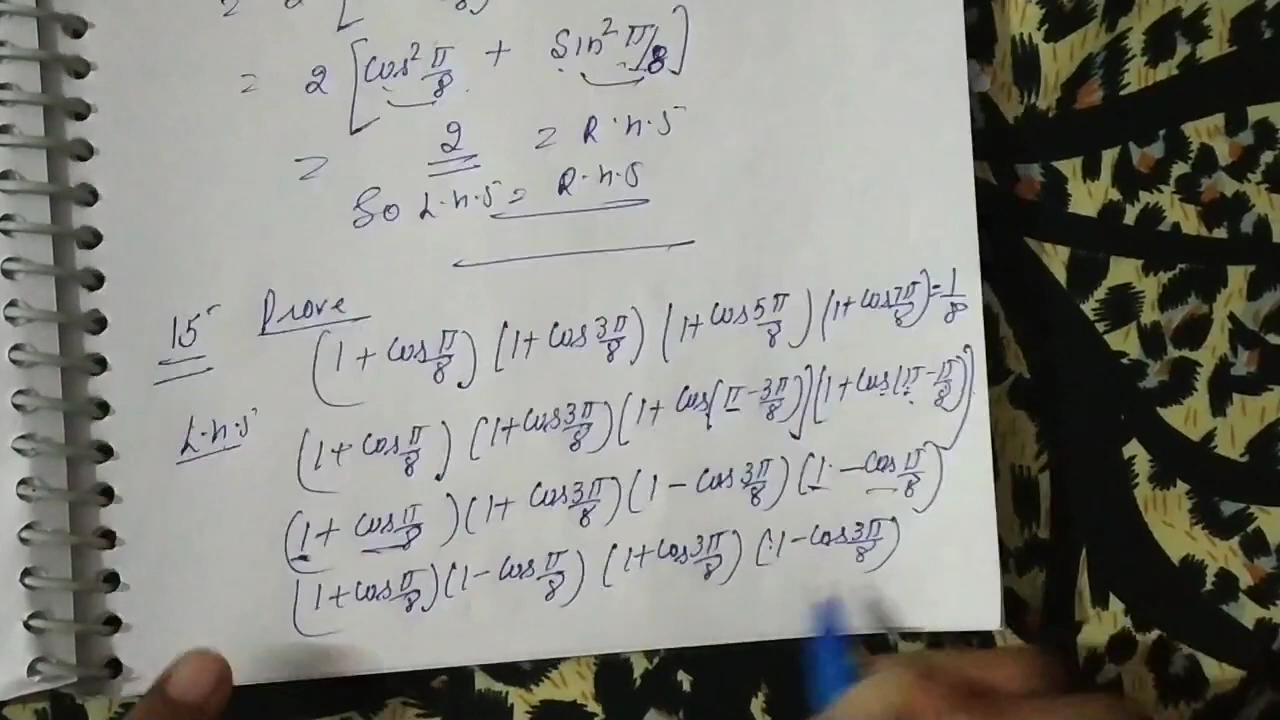 = 2 [
= 2 [cos² π/8 + Sin² π/8]
= 2 = R.H.S
So L.H.S = R.H.S
15 Prove
(1 + cos π/8) (1 + cos 3π/8) (1 + cos 5π/8) (1 + cos 7π/8) = 1/8
L.H.S (1 + cos π/8) (1 + cos 3π/8) (1 + cos(π - 3π/8)) (1 + cos(π - π/8))
(1 + cos π/8) (1 + cos 3π/8) (1 - cos 3π/8) (1 - cos π/8)
(1 + cos π/8) (1 - cos π/8) (1 + cos 3π/8) (1 - cos 3π/8)